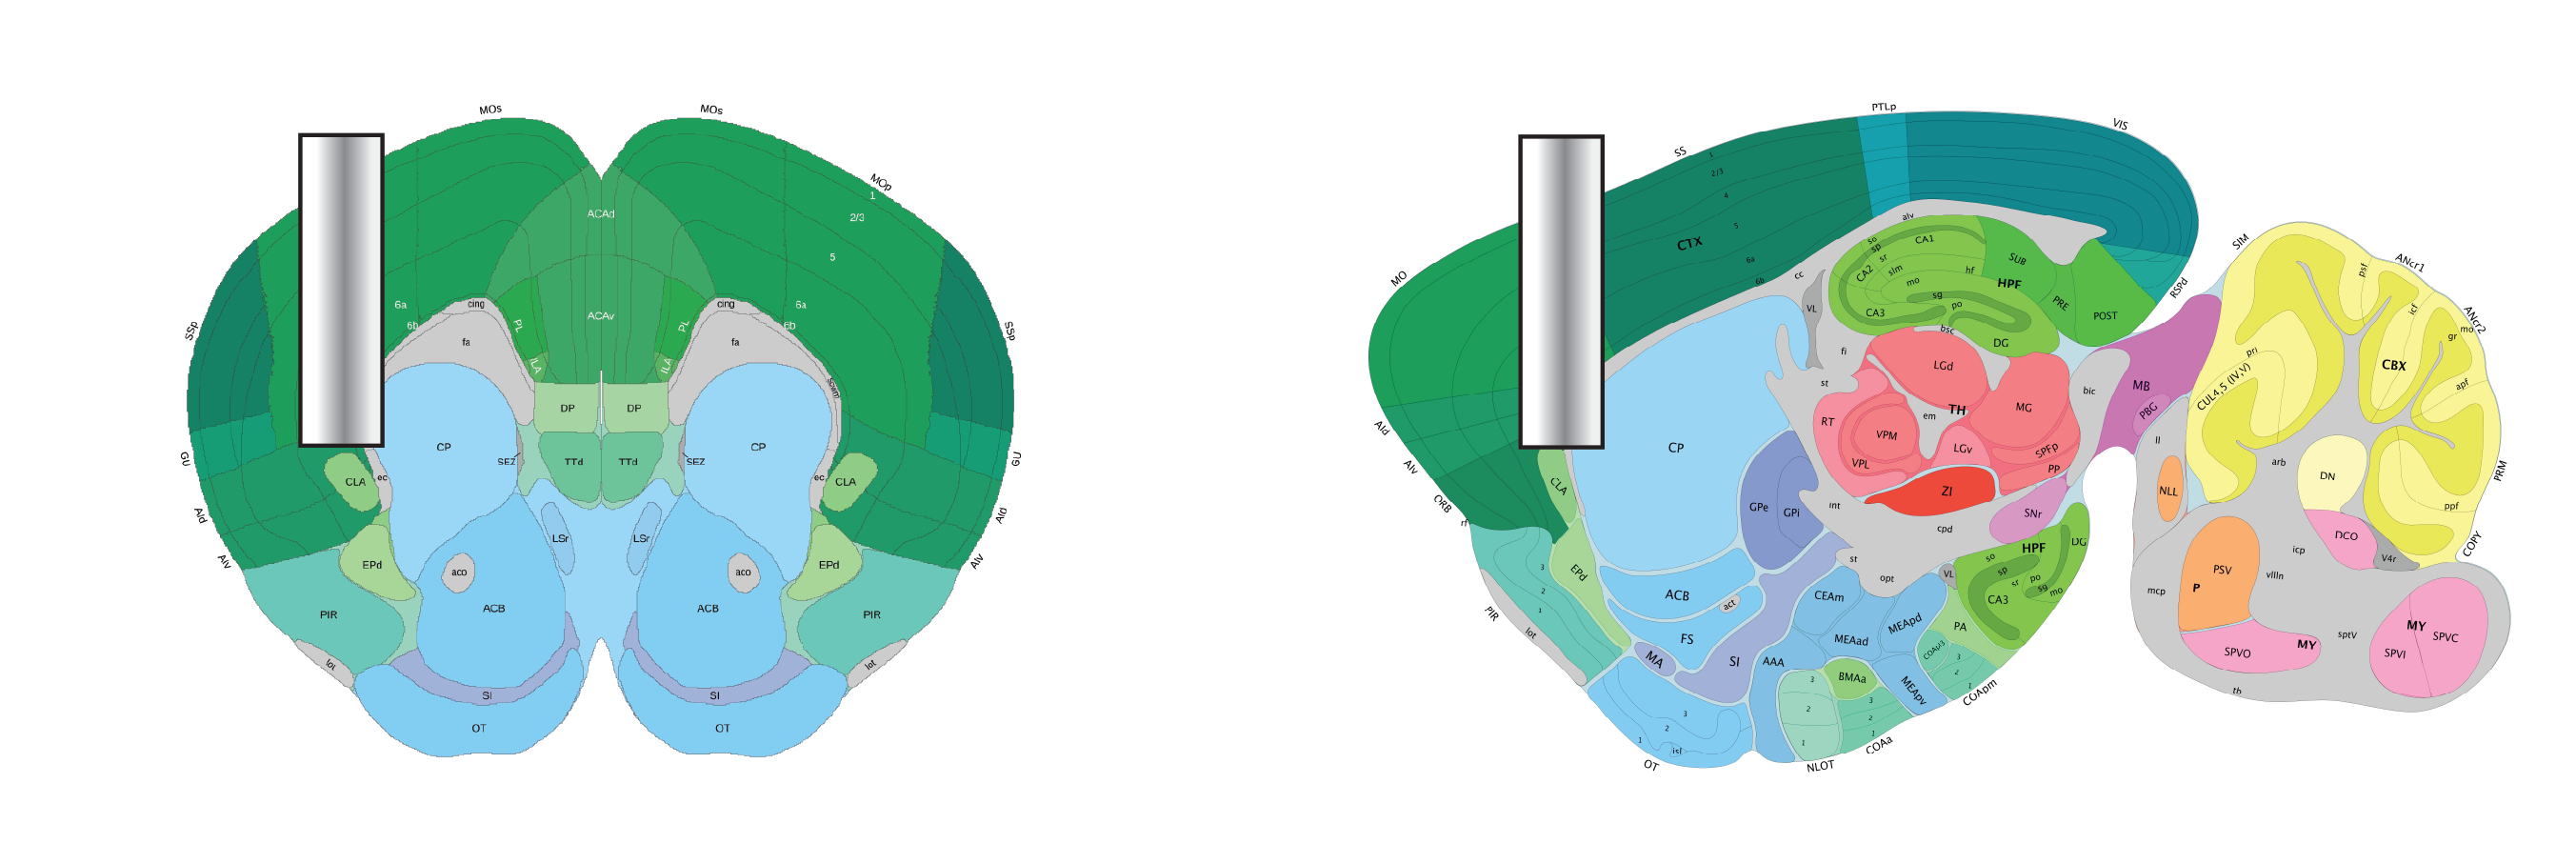 MOs
MOs
MOp
1
2/3
5
ACAd
6a
6a
6b
6b
cing
cing
ACAv
PL
PL
fa
fa
ILA
ILA
SSp
SSp
scwm
DP
DP
CP
CP
GU
GU
SEZ
SEZ
TTd
TTd
CLA
CLA
ec
ec
AId
AId
LSr
LSr
AIv
AIv
EPd
EPd
aco
aco
ACB
ACB
PIR
PIR
lot
lot
SI
SI
OT
OT
PTLp
VIS
SS
1
2/3
4
5
6a
6b
CTX
MO
alv
so
sp
sr
slm
mo
CA1
CA2
hf
sg
po
CA3
SUB
HPF
PRE
POST
RSPd
cc
VL
bsc
DG
fi
st
LGd
em
TH
MG
RT
VPM
VPL
LGv
SPFp
PP
ZI
bic
MB
PBG
SIM
ANcr1
psf
icf
ANcr2
mo
gr
pri
CBX
CUL4,5 (IV,V)
apf
AId
AIv
ORB
rf
CP
CLA
GPe
GPi
int
SNr
cpd
ll
NLL
arb
DN
PRM
ppf
COPY
DCO
V4r
icp
vIIIn
EPd
3
2
1
PIR
lot
ACB
act
FS
MA
SI
st
opt
CEAm
MEAad
MEApd
AAA
VL
so
sp
sr
po
sg
mo
HPF
DG
CA3
PA
3
2
1
COApm
MEApv
BMAa
3
2
1
COAa
3
2
1
NLOT
3
2
1
isl
OT
mcp
P
PSV
SPVO
MY
sptV
MY
SPVI
SPVC
tb